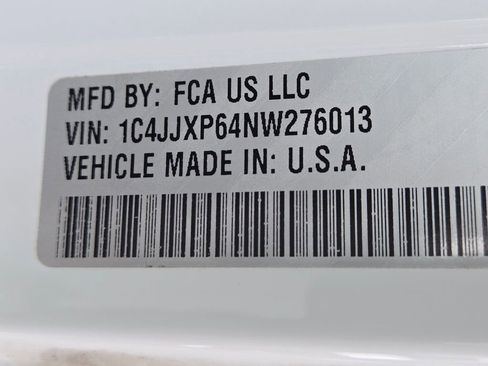 MFD BY: FCA US LLC
VIN: 1C4JJXP64NW276013
VEHICLE MADE IN: U.S.A.